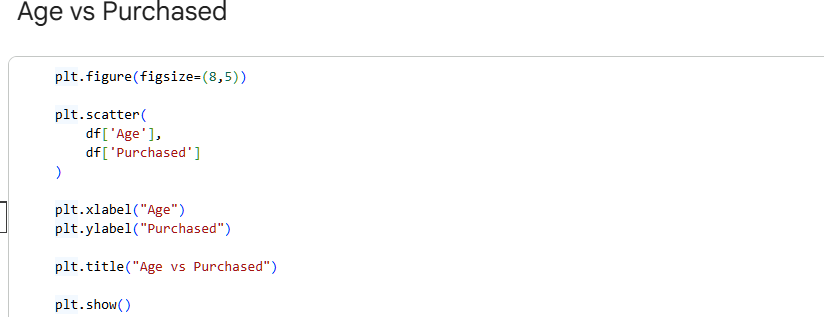 Age vs Purchased
plt.figure(figsize=(8,5))
plt.scatter(
    df['Age'],
    df['Purchased']
)
plt.xlabel("Age")
plt.ylabel("Purchased")
plt.title("Age vs Purchased")
plt.show()